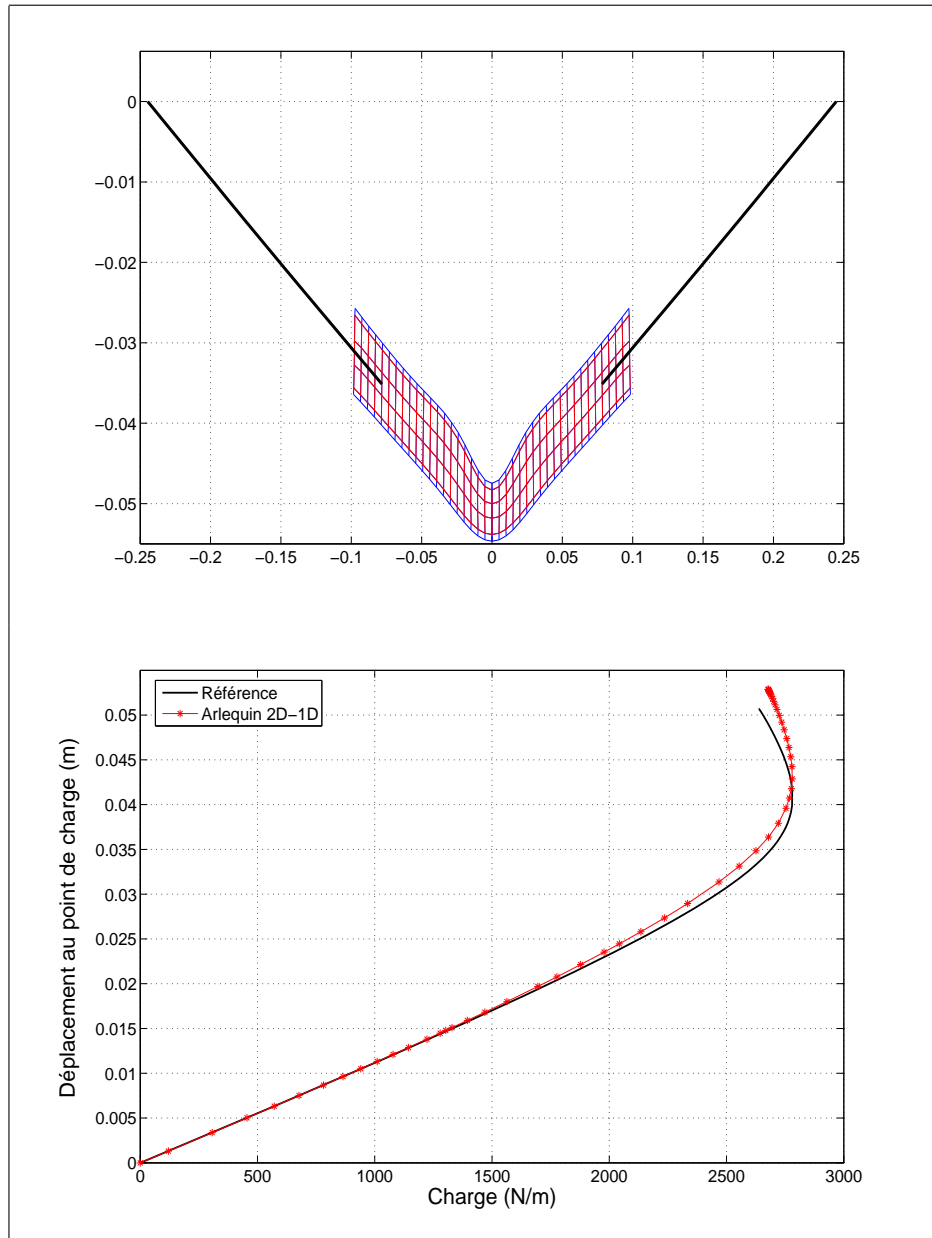 0
−0.01
−0.02
−0.03
−0.04
−0.05
−0.25 −0.2 −0.15 −0.1 −0.05 0 0.05 0.1 0.15 0.2 0.25
Référence
Arlequin 2D−1D
Déplacement au point de charge (m)
0.05
0.045
0.04
0.035
0.03
0.025
0.02
0.015
0.01
0.005
0
0 500 1000 1500 2000 2500 3000
Charge (N/m)